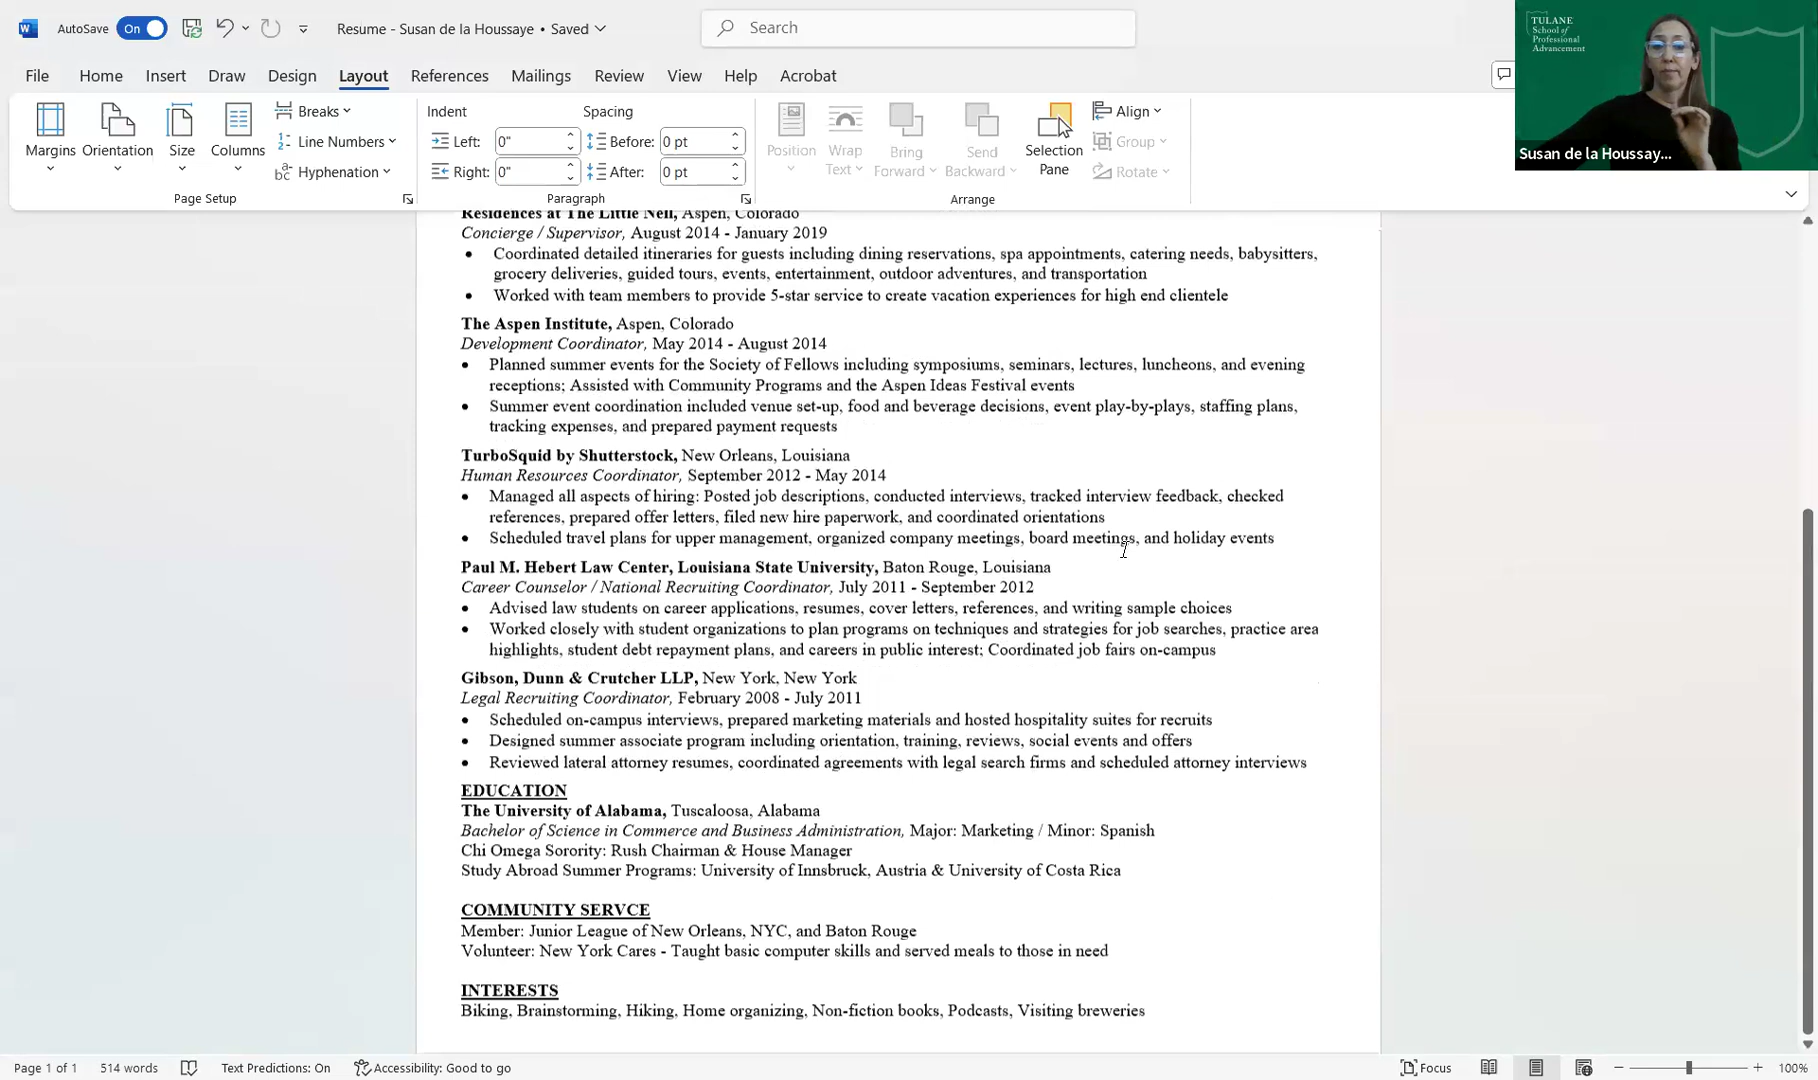 AutoSave On Resume - Susan de la Houssaye • Saved Search
TULANE
School of
Professional
Advancement
Susan de la Houssay...
File Home Insert Draw Design Layout References Mailings Review View Help Acrobat
Margins Orientation Size Columns Breaks Line Numbers Hyphenation
Page Setup
Indent Spacing
Left: 0" Before: 0 pt
Right: 0" After: 0 pt
Paragraph
Position Wrap Text Bring Forward Send Backward Selection Pane Align Group Rotate
Arrange
Residences at The Little Nell, Aspen, Colorado
Concierge / Supervisor, August 2014 - January 2019
• Coordinated detailed itineraries for guests including dining reservations, spa appointments, catering needs, babysitters,
grocery deliveries, guided tours, events, entertainment, outdoor adventures, and transportation
• Worked with team members to provide 5-star service to create vacation experiences for high end clientele
The Aspen Institute, Aspen, Colorado
Development Coordinator, May 2014 - August 2014
• Planned summer events for the Society of Fellows including symposiums, seminars, lectures, luncheons, and evening
receptions; Assisted with Community Programs and the Aspen Ideas Festival events
• Summer event coordination included venue set-up, food and beverage decisions, event play-by-plays, staffing plans,
tracking expenses, and prepared payment requests
TurboSquid by Shutterstock, New Orleans, Louisiana
Human Resources Coordinator, September 2012 - May 2014
• Managed all aspects of hiring: Posted job descriptions, conducted interviews, tracked interview feedback, checked
references, prepared offer letters, filed new hire paperwork, and coordinated orientations
• Scheduled travel plans for upper management, organized company meetings, board meetings, and holiday events
Paul M. Hebert Law Center, Louisiana State University, Baton Rouge, Louisiana
Career Counselor / National Recruiting Coordinator, July 2011 - September 2012
• Advised law students on career applications, resumes, cover letters, references, and writing sample choices
• Worked closely with student organizations to plan programs on techniques and strategies for job searches, practice area
highlights, student debt repayment plans, and careers in public interest; Coordinated job fairs on-campus
Gibson, Dunn & Crutcher LLP, New York, New York
Legal Recruiting Coordinator, February 2008 - July 2011
• Scheduled on-campus interviews, prepared marketing materials and hosted hospitality suites for recruits
• Designed summer associate program including orientation, training, reviews, social events and offers
• Reviewed lateral attorney resumes, coordinated agreements with legal search firms and scheduled attorney interviews
EDUCATION
The University of Alabama, Tuscaloosa, Alabama
Bachelor of Science in Commerce and Business Administration, Major: Marketing / Minor: Spanish
Chi Omega Sorority: Rush Chairman & House Manager
Study Abroad Summer Programs: University of Innsbruck, Austria & University of Costa Rica
COMMUNITY SERVCE
Member: Junior League of New Orleans, NYC, and Baton Rouge
Volunteer: New York Cares - Taught basic computer skills and served meals to those in need
INTERESTS
Biking, Brainstorming, Hiking, Home organizing, Non-fiction books, Podcasts, Visiting breweries
Page 1 of 1 514 words Text Predictions: On Accessibility: Good to go Focus 100%